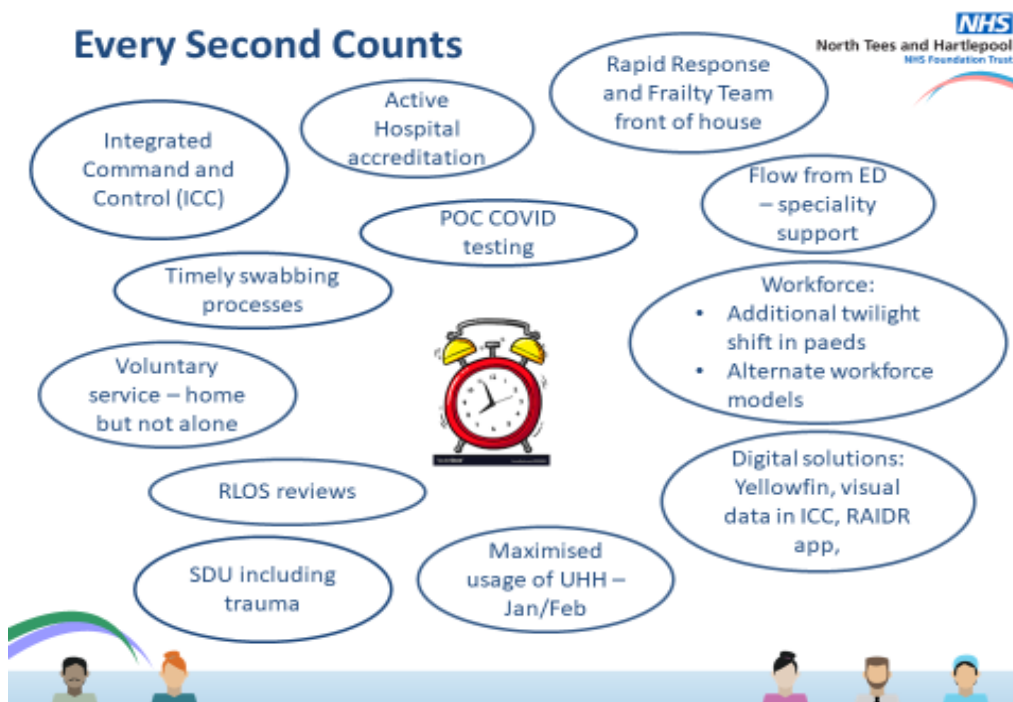 Every Second Counts
NHS
North Tees and Hartlepool
NHS Foundation Trust
Integrated
Command and
Control (ICC)
Active
Hospital
accreditation
Rapid Response
and Frailty Team
front of house
Flow from ED
– speciality
support
POC COVID
testing
Timely swabbing
processes
Workforce:
• Additional twilight
shift in paeds
• Alternate workforce
models
Voluntary
service – home
but not alone
Digital solutions:
Yellowfin, visual
data in ICC, RAIDR
app,
RLOS reviews
Maximised
usage of UHH –
Jan/Feb
SDU including
trauma